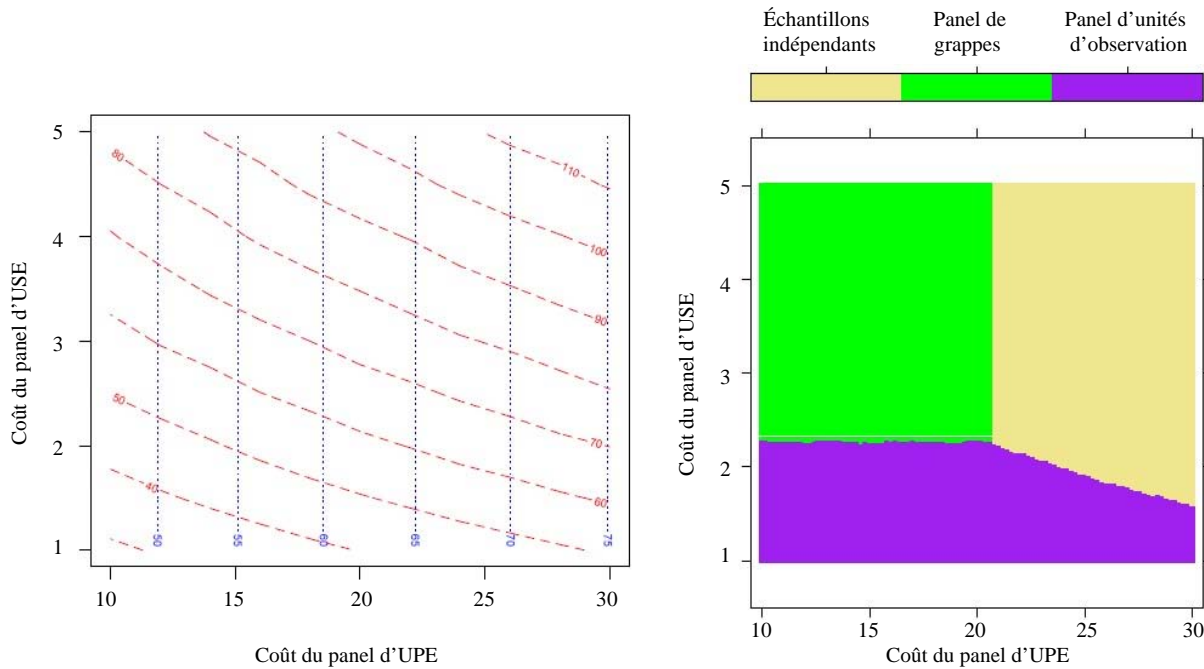 Échantillons indépendants
Panel de grappes
Panel d’unités d’observation
5
4
3
2
1
10 15 20 25 30
Coût du panel d’USE
Coût du panel d’UPE
80
50
40
110
100
90
70
60
50 55 60 65 70 75
5
4
3
2
1
10 15 20 25 30
Coût du panel d’USE
Coût du panel d’UPE